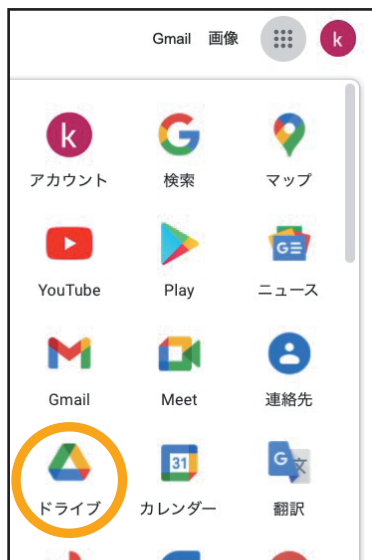 Gmail 画像 k
k
アカウント 検索 マップ
YouTube Play ニュース
Gmail Meet 連絡先
31
ドライブ カレンダー 翻訳